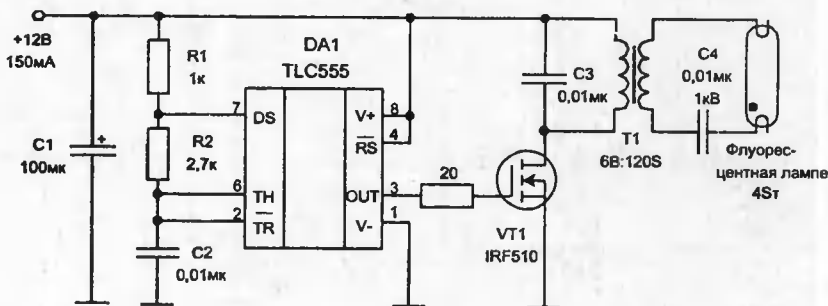 +12В
150мА
C1
100мк
+
R1
1к
R2
2,7к
C2
0,01мк
DA1
TLC555
7
DS
6
TH
2
TR
V+
8
RS
4
OUT
3
V-
1
20
VT1
IRF510
C3
0,01мк
T1
6В:120S
C4
0,01мк
1кВ
Флуорес-
центная лампе
4Sт